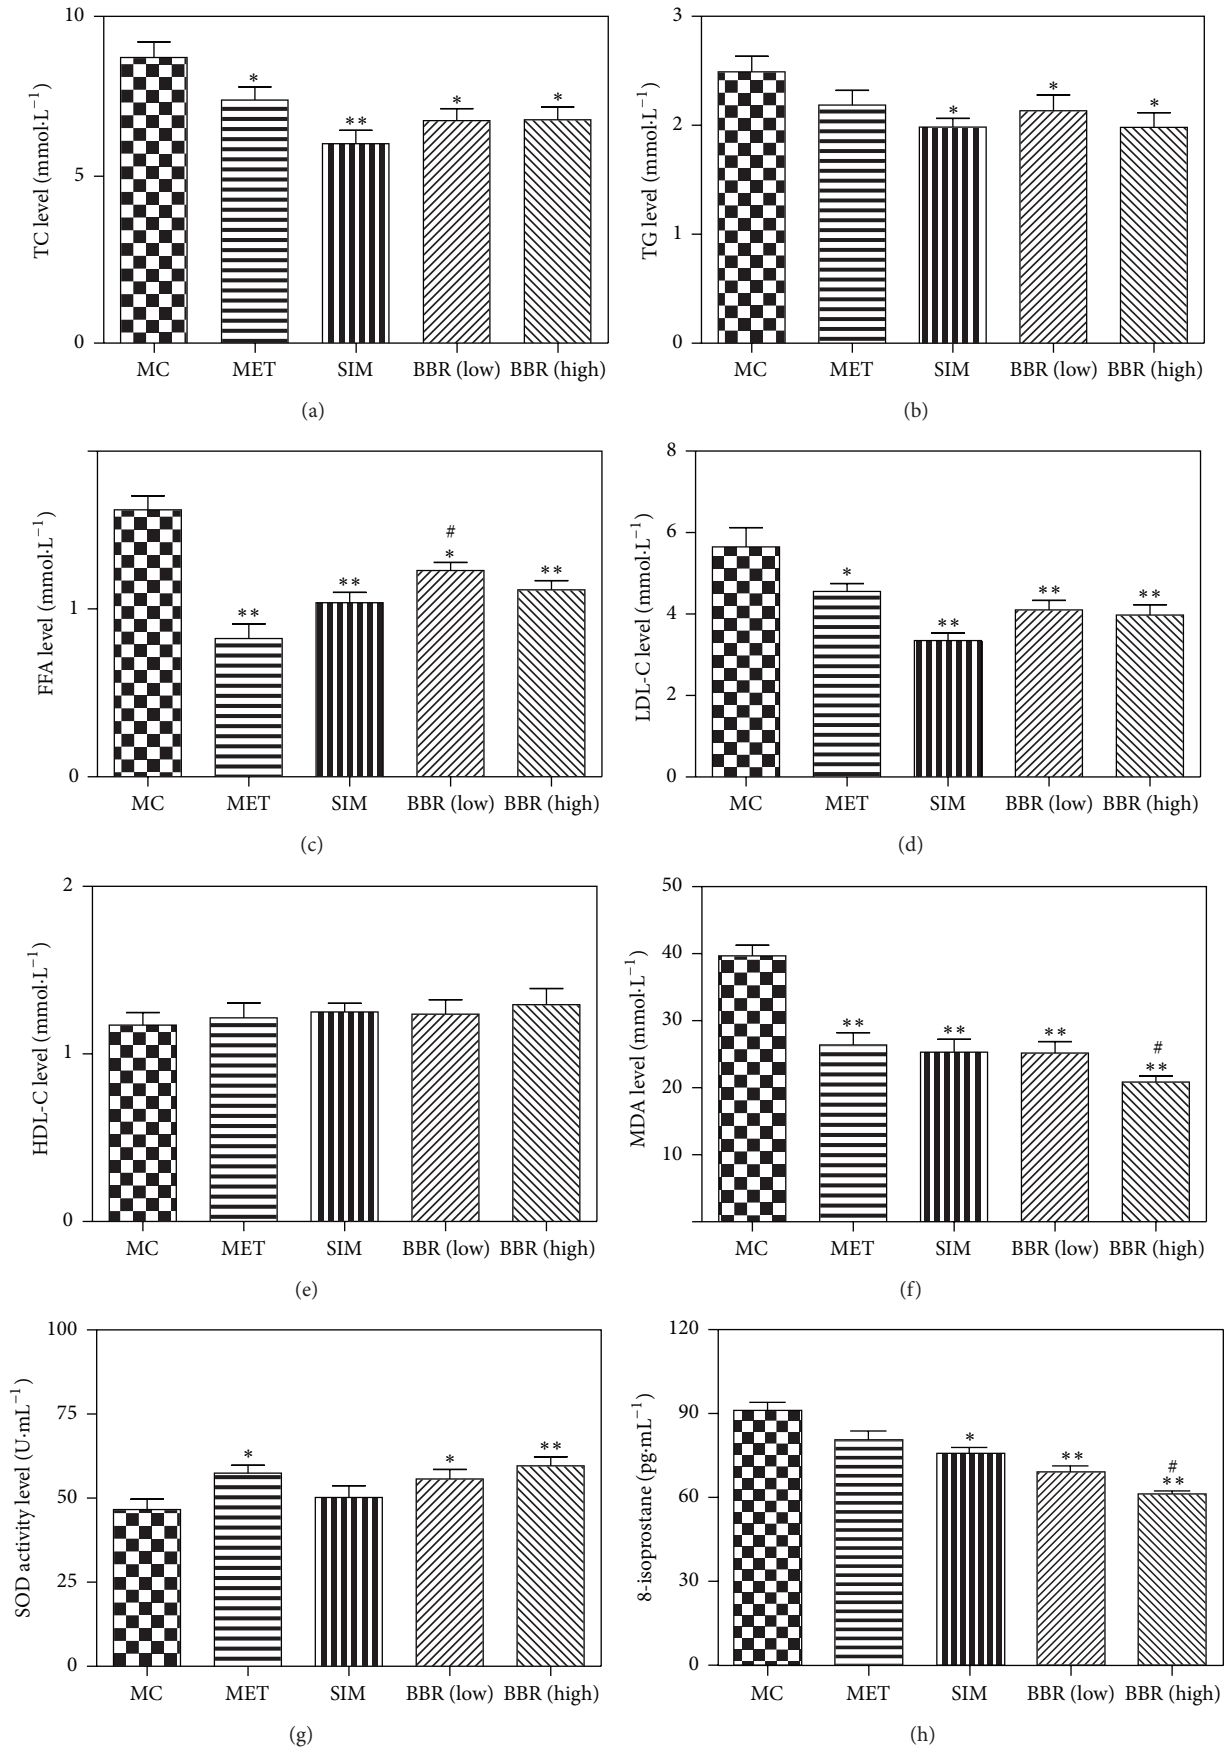 10
5
0
TC level (mmol·L⁻¹)
*
**
*
*
MC MET SIM BBR (low) BBR (high)
(a)
3
2
1
0
TG level (mmol·L⁻¹)
*
*
*
MC MET SIM BBR (low) BBR (high)
(b)
1
0
FFA level (mmol·L⁻¹)
**
**
#
*
**
MC MET SIM BBR (low) BBR (high)
(c)
8
6
4
2
0
LDL-C level (mmol·L⁻¹)
*
**
**
**
MC MET SIM BBR (low) BBR (high)
(d)
2
1
0
HDL-C level (mmol·L⁻¹)
MC MET SIM BBR (low) BBR (high)
(e)
50
40
30
20
10
MDA level (mmol·L⁻¹)
**
**
**
#
**
MC MET SIM BBR (low) BBR (high)
(f)
100
75
50
25
0
SOD activity level (U·mL⁻¹)
*
*
**
MC MET SIM BBR (low) BBR (high)
(g)
120
90
60
30
0
8-isoprostane (pg·mL⁻¹)
*
**
#
**
MC MET SIM BBR (low) BBR (high)
(h)